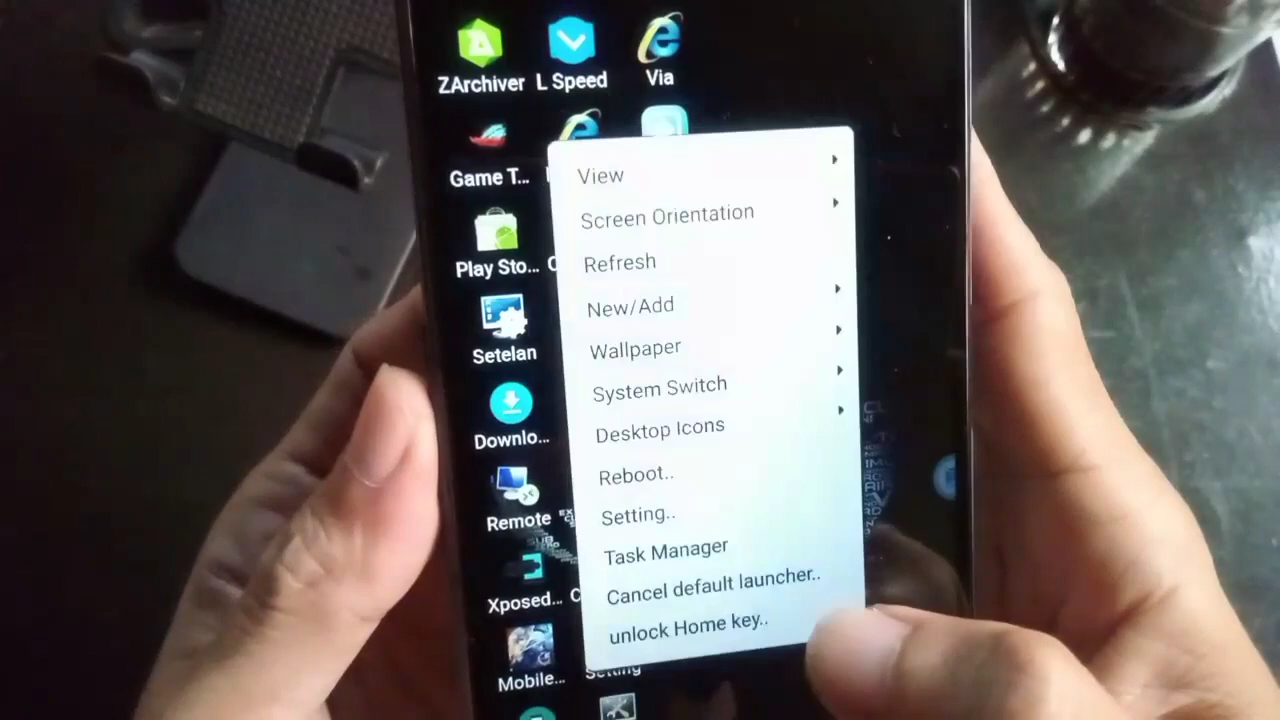 ZArchiver
L Speed
Via
Game T...
Play Sto...
Setelan
Downlo...
Remote
Xposed...
Mobile...
View
Screen Orientation
Refresh
New/Add
Wallpaper
System Switch
Desktop Icons
Reboot..
Setting..
Task Manager
Cancel default launcher..
unlock Home key..
Setting